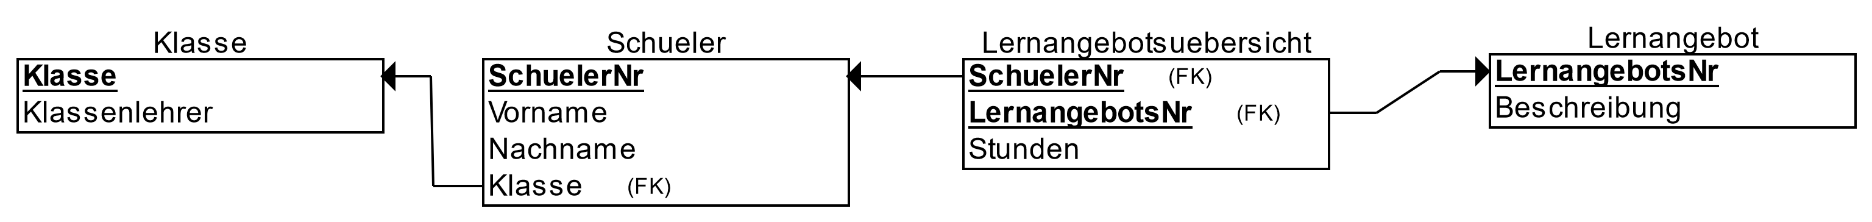 Klasse
Klasse
Klassenlehrer
Schueler
SchuelerNr
Vorname
Nachname
Klasse (FK)
Lernangebotsuebersicht
SchuelerNr (FK)
LernangebotsNr (FK)
Stunden
Lernangebot
LernangebotsNr
Beschreibung